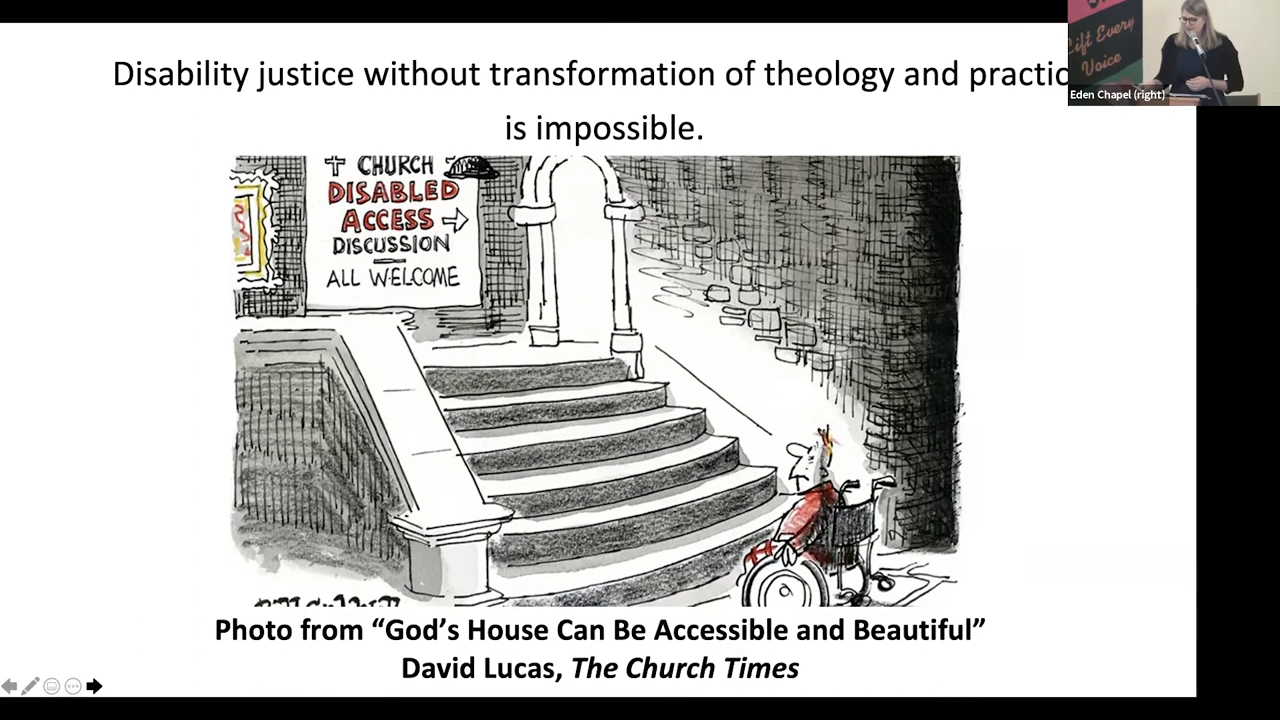 Disability justice without transformation of theology and practic
is impossible.
CHURCH
DISABLED
ACCESS
DISCUSSION
ALL WELCOME
Photo from “God’s House Can Be Accessible and Beautiful”
David Lucas, The Church Times
Lift Every
Voice
Eden Chapel (right)